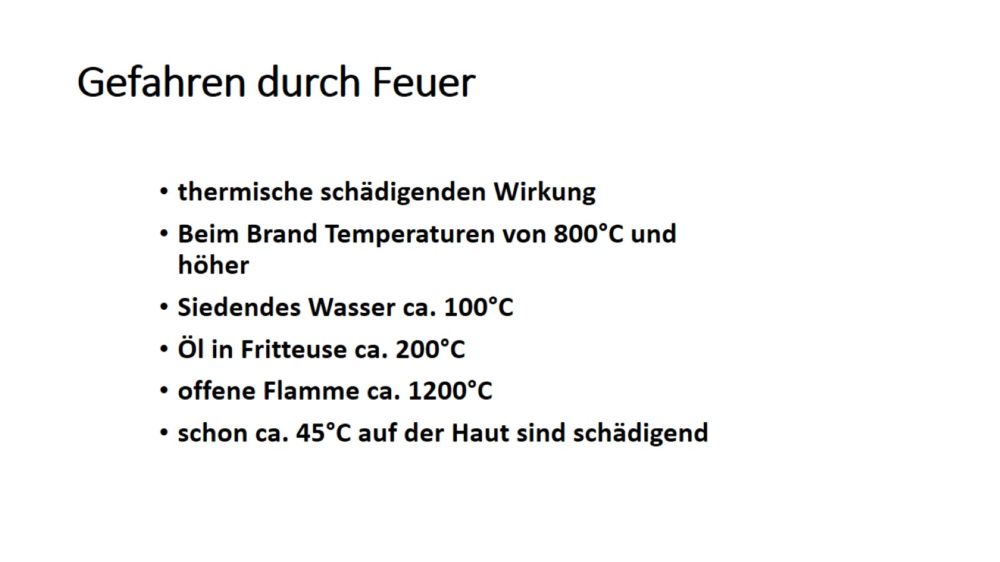 Gefahren durch Feuer
• thermische schädigenden Wirkung
• Beim Brand Temperaturen von 800°C und
höher
• Siedendes Wasser ca. 100°C
• Öl in Fritteuse ca. 200°C
• offene Flamme ca. 1200°C
• schon ca. 45°C auf der Haut sind schädigend